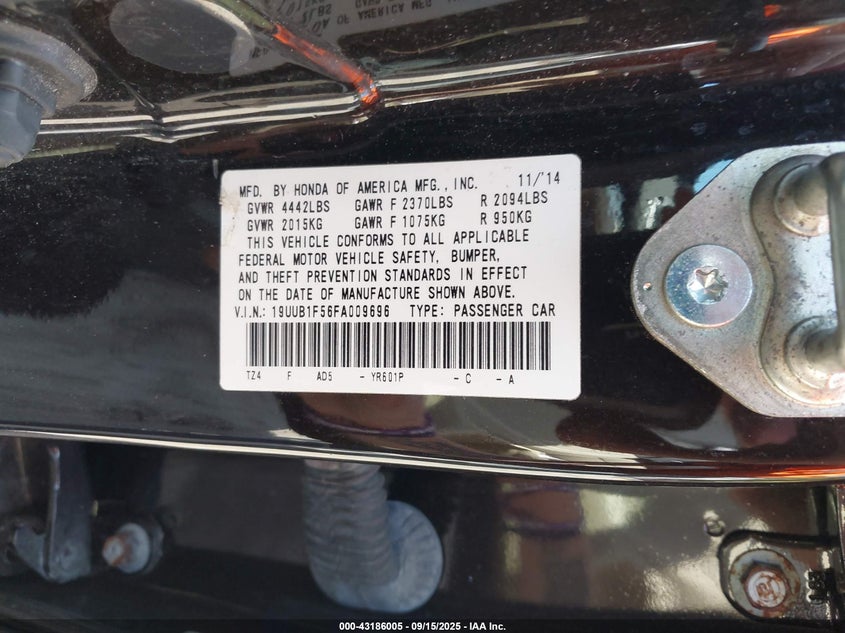 MFD. BY HONDA OF AMERICA MFG., INC. 11/'14
GVWR 4442LBS GAWR F 2370LBS R 2094LBS
GVWR 2015KG GAWR F 1075KG R 950KG
THIS VEHICLE CONFORMS TO ALL APPLICABLE
FEDERAL MOTOR VEHICLE SAFETY, BUMPER,
AND THEFT PREVENTION STANDARDS IN EFFECT
ON THE DATE OF MANUFACTURE SHOWN ABOVE.
V.I.N.: 19UUB1F56FA009696 TYPE: PASSENGER CAR
TZ4 F AD5 - YR601P - C - A
000-43186005 - 09/15/2025 - IAA Inc.